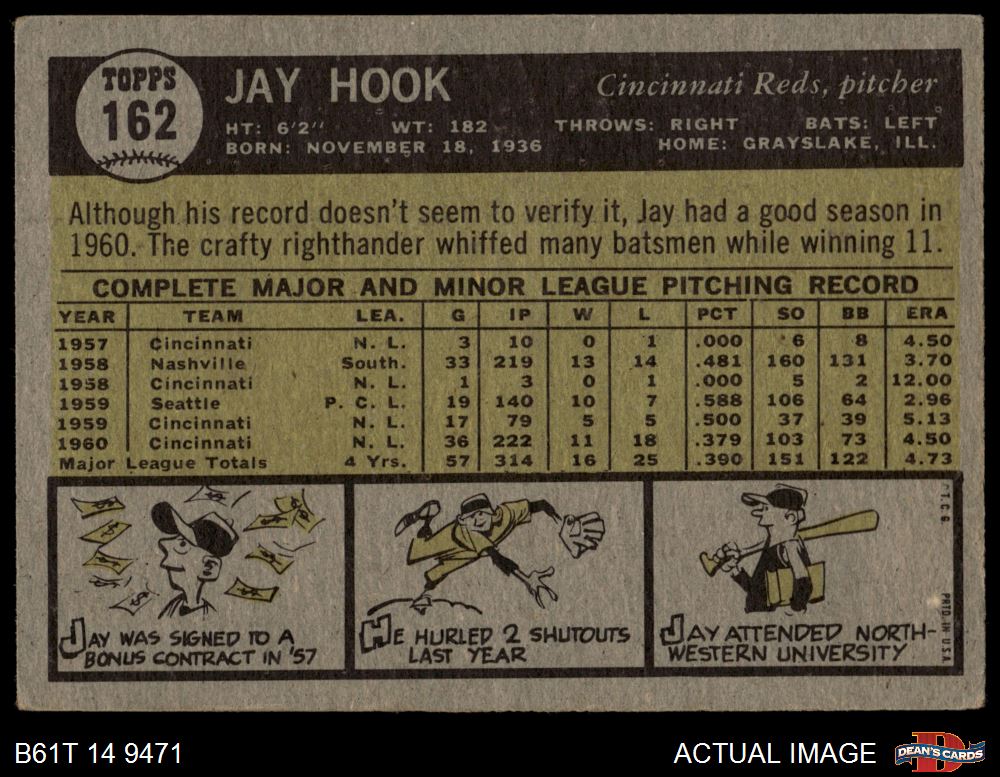 TOPPS
162
JAY HOOK
Cincinnati Reds, pitcher
HT: 6'2" WT: 182 THROWS: RIGHT BATS: LEFT
BORN: NOVEMBER 18, 1936 HOME: GRAYSLAKE, ILL.
Although his record doesn't seem to verify it, Jay had a good season in
1960. The crafty righthander whiffed many batsmen while winning 11.
COMPLETE MAJOR AND MINOR LEAGUE PITCHING RECORD
YEAR TEAM LEA. G IP W L PCT SO BB ERA
1957 Cincinnati N. L. 3 10 0 1 .000 6 8 4.50
1958 Nashville South. 33 219 13 14 .481 160 131 3.70
1958 Cincinnati N. L. 1 3 0 1 .000 5 2 12.00
1959 Seattle P. C. L. 19 140 10 7 .588 106 64 2.96
1959 Cincinnati N. L. 17 79 5 5 .500 37 39 5.13
1960 Cincinnati N. L. 36 222 11 18 .379 103 73 4.50
Major League Totals 4 Yrs. 57 314 16 25 .390 151 122 4.73
JAY WAS SIGNED TO A
BONUS CONTRACT IN '57
HE HURLED 2 SHUTOUTS
LAST YEAR
JAY ATTENDED NORTH-
WESTERN UNIVERSITY
©T.C.G.
PRTD. IN U.S.A.
B61T 14 9471
ACTUAL IMAGE
DEAN'S CARDS